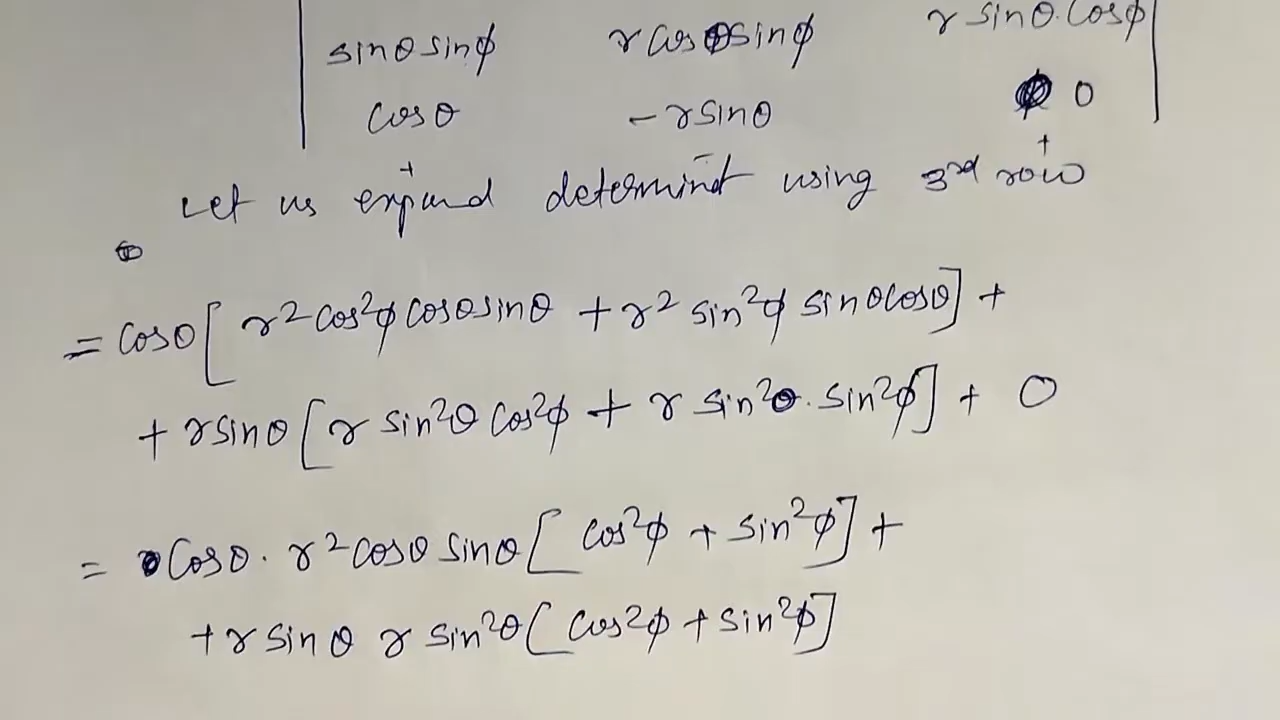 sinθ sinϕ   r cosθ sinϕ   r sinθ. cosϕ
cosθ   - r sinθ   0
+   -   +
Let us expand determint using 3rd row
= cosθ [ r² cos²ϕ cosθ sinθ + r² sin²ϕ sinθ cosθ ] +
+ r sinθ [ r sin²θ cos²ϕ + r sin²θ. sin²ϕ ] + 0
= cosθ. r² cosθ sinθ [ cos²ϕ + sin²ϕ ] +
+ r sinθ r sin²θ [ cos²ϕ + sin²ϕ ]